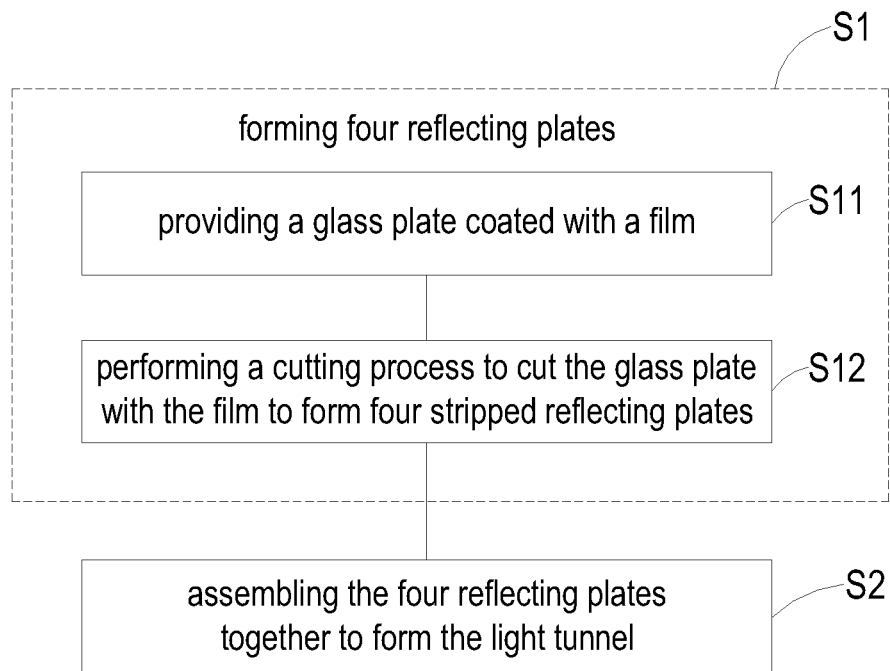 S1
forming four reflecting plates
S11
providing a glass plate coated with a film
S12
performing a cutting process to cut the glass plate
with the film to form four stripped reflecting plates
S2
assembling the four reflecting plates
together to form the light tunnel